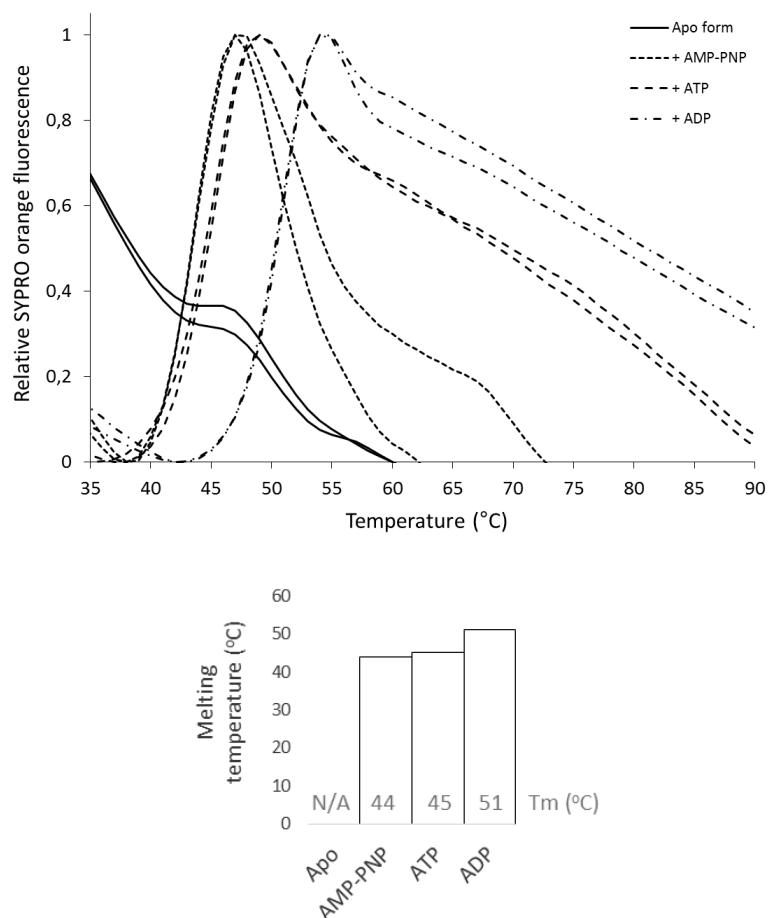 Relative SYPRO orange fluorescence
1
0,8
0,6
0,4
0,2
0
35 40 45 50 55 60 65 70 75 80 85 90
Temperature (°C)
Apo form
+ AMP-PNP
+ ATP
+ ADP
Melting
temperature (°C)
60
50
40
30
20
10
0
N/A 44 45 51 Tm (°C)
Apo
AMP-PNP
ATP
ADP